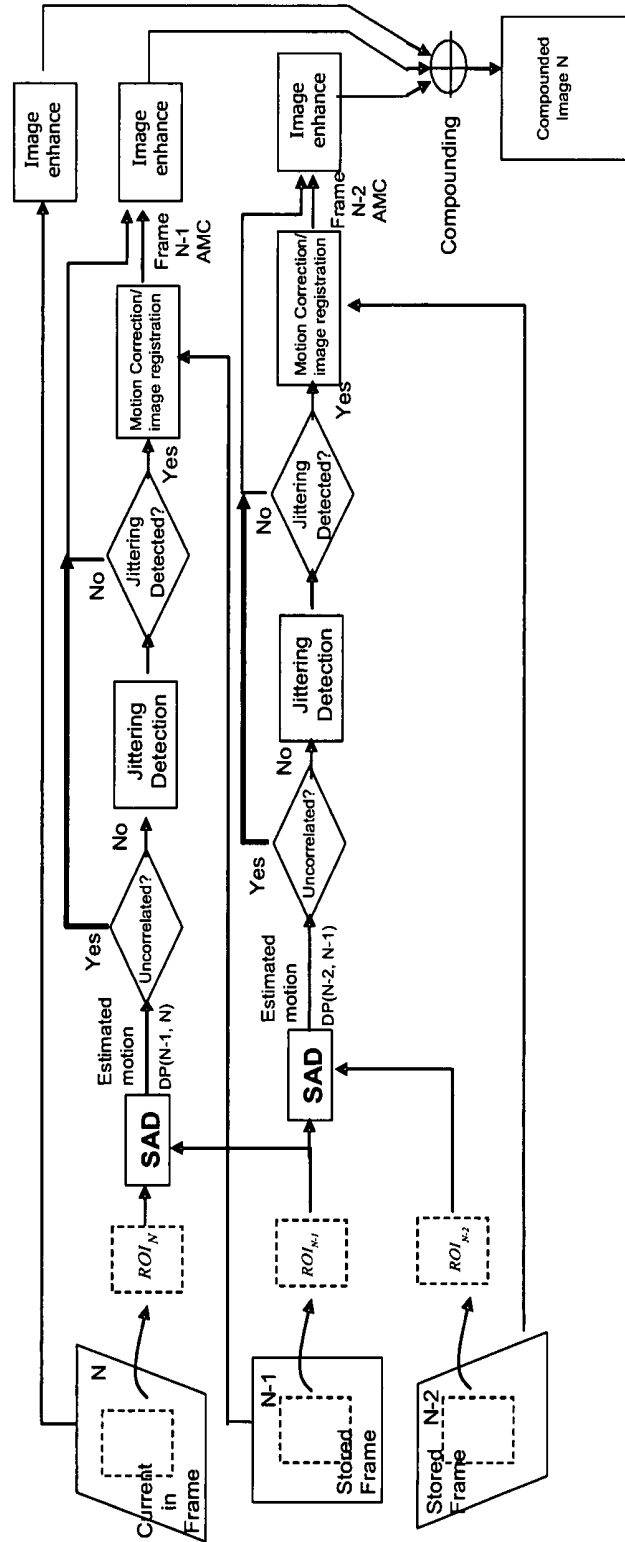 Current
in
Frame
N
ROI_N
SAD
Estimated
motion
DP(N-1, N)
Uncorrelated?
Yes
No
Jittering
Detection
Jittering
Detected?
No
Yes
Motion Correction/
image registration
Frame
N-1
AMC
Image
enhance
Image
enhance
N-1
Stored
Frame
ROI_N-1
SAD
Estimated
motion
DP(N-2, N-1)
Uncorrelated?
Yes
No
Jittering
Detection
Jittering
Detected?
No
Yes
Motion Correction/
image registration
Frame
N-2
AMC
Image
enhance
N-2
Stored
Frame
ROI_N-2
Compounding
Compounded
Image N